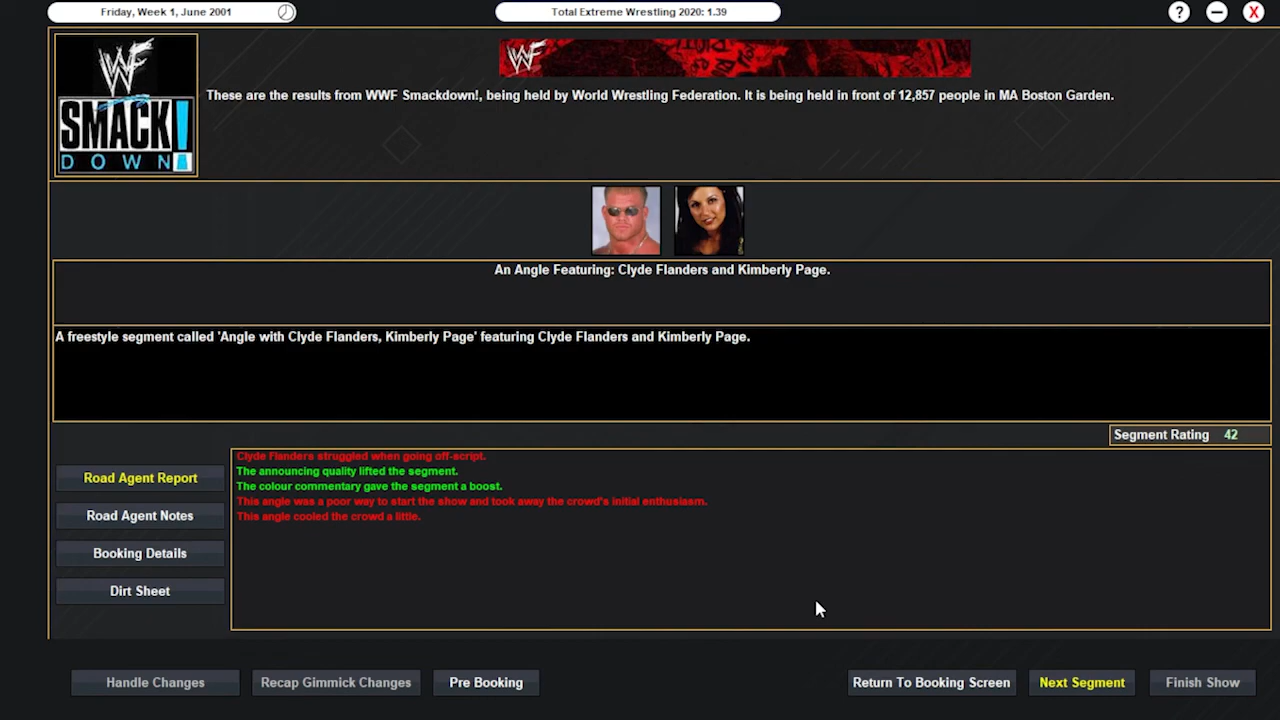 Friday, Week 1, June 2001
Total Extreme Wrestling 2020: 1.39
?
X
WF
SMACK!
DOWN
These are the results from WWF Smackdown!, being held by World Wrestling Federation. It is being held in front of 12,857 people in MA Boston Garden.
An Angle Featuring: Clyde Flanders and Kimberly Page.
A freestyle segment called 'Angle with Clyde Flanders, Kimberly Page' featuring Clyde Flanders and Kimberly Page.
Segment Rating 42
Road Agent Report
Road Agent Notes
Booking Details
Dirt Sheet
Clyde Flanders struggled when going off-script.
The announcing quality lifted the segment.
The colour commentary gave the segment a boost.
This angle was a poor way to start the show and took away the crowd's initial enthusiasm.
This angle cooled the crowd a little.
Handle Changes
Recap Gimmick Changes
Pre Booking
Return To Booking Screen
Next Segment
Finish Show